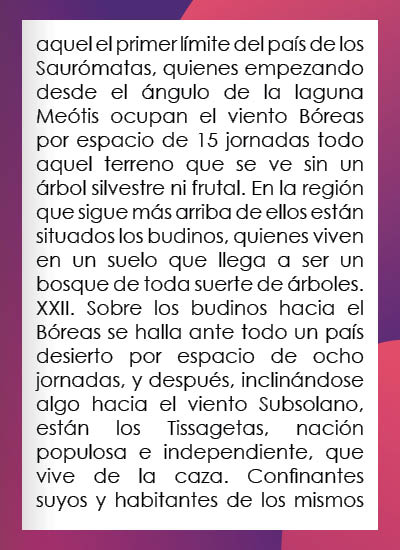 aquel el primer límite del país de los
Saurómatas, quienes empezando
desde el ángulo de la laguna
Meótis ocupan el viento Bóreas
por espacio de 15 jornadas todo
aquel terreno que se ve sin un
árbol silvestre ni frutal. En la región
que sigue más arriba de ellos están
situados los budinos, quienes viven
en un suelo que llega a ser un
bosque de toda suerte de árboles.
XXII. Sobre los budinos hacia el
Bóreas se halla ante todo un país
desierto por espacio de ocho
jornadas, y después, inclinándose
algo hacia el viento Subsolano,
están los Tissagetas, nación
populosa e independiente, que
vive de la caza. Confinantes
suyos y habitantes de los mismos